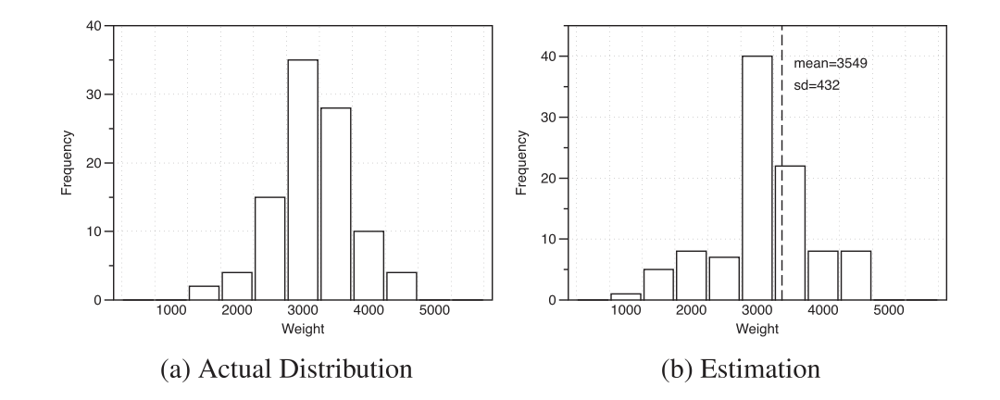 40
30
20
10
0
Frequency
1000 2000 3000 4000 5000
Weight
(a) Actual Distribution
40
30
20
10
0
Frequency
mean=3549
sd=432
1000 2000 3000 4000 5000
Weight
(b) Estimation